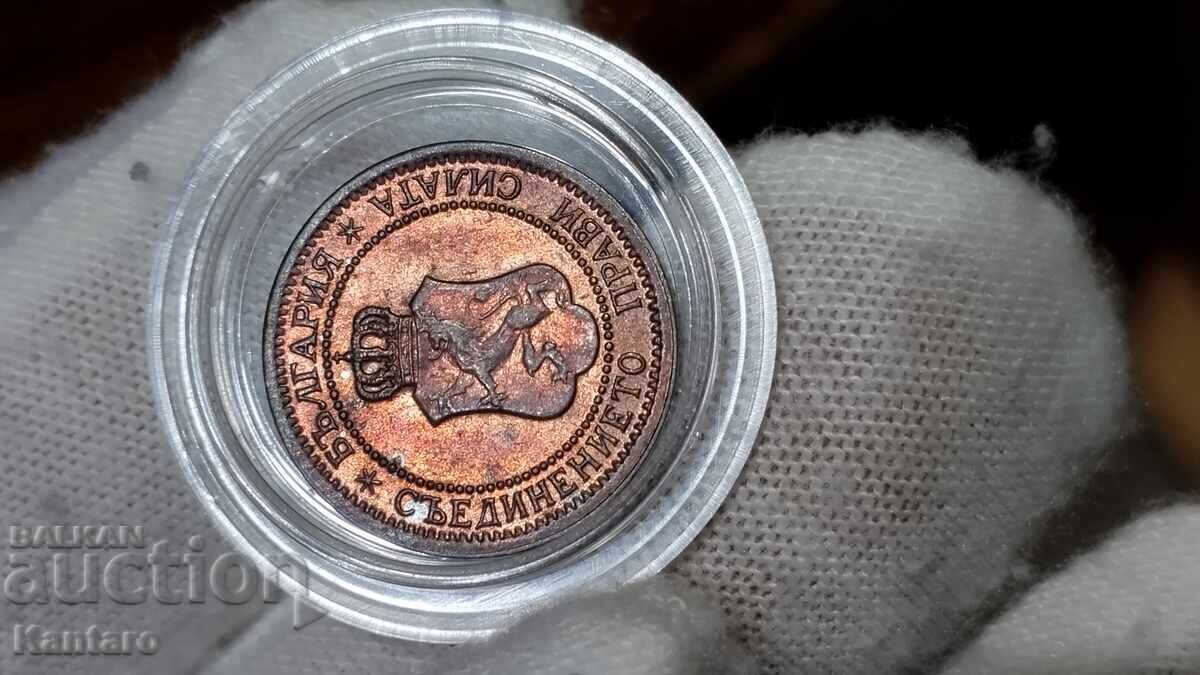 * БЪЛГАРИЯ *
СЪЕДИНЕНИЕТО ПРАВИ СИЛАТА
BALKAN
auction
Kantaro